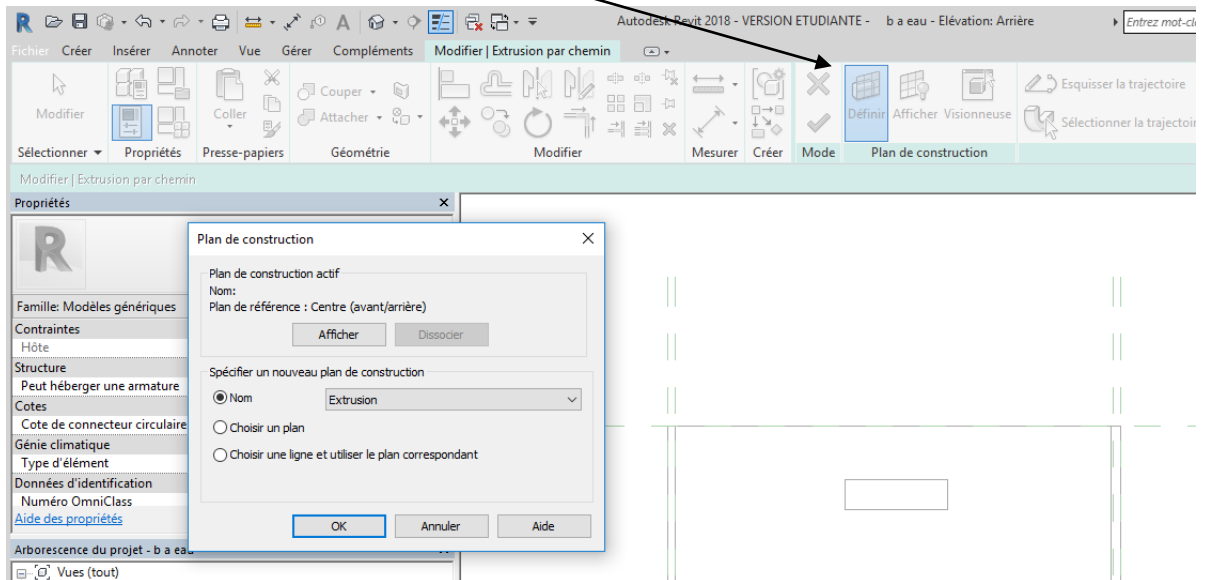 Autodesk Revit 2018 - VERSION ETUDIANTE - b a eau - Elévation: Arrière
Entrez mot-cl
Fichier Créer Insérer Annoter Vue Gérer Compléments Modifier | Extrusion par chemin
Modifier
Coller
Couper
Attacher
Définir Afficher Visionneuse
Esquisser la trajectoire
Sélectionner la trajectoir
Sélectionner Propriétés Presse-papiers Géométrie Modifier Mesurer Créer Mode Plan de construction
Modifier | Extrusion par chemin
Propriétés
Famille: Modèles génériques
Contraintes
Hôte
Structure
Peut héberger une armature
Cotes
Cote de connecteur circulaire
Génie climatique
Type d'élément
Données d'identification
Numéro OmniClass
Aide des propriétés
Arborescence du projet - b a eau
Vues (tout)
Plan de construction
Plan de construction actif
Nom:
Plan de référence : Centre (avant/arrière)
Afficher Dissocier
Spécifier un nouveau plan de construction
Nom Extrusion
Choisir un plan
Choisir une ligne et utiliser le plan correspondant
OK Annuler Aide